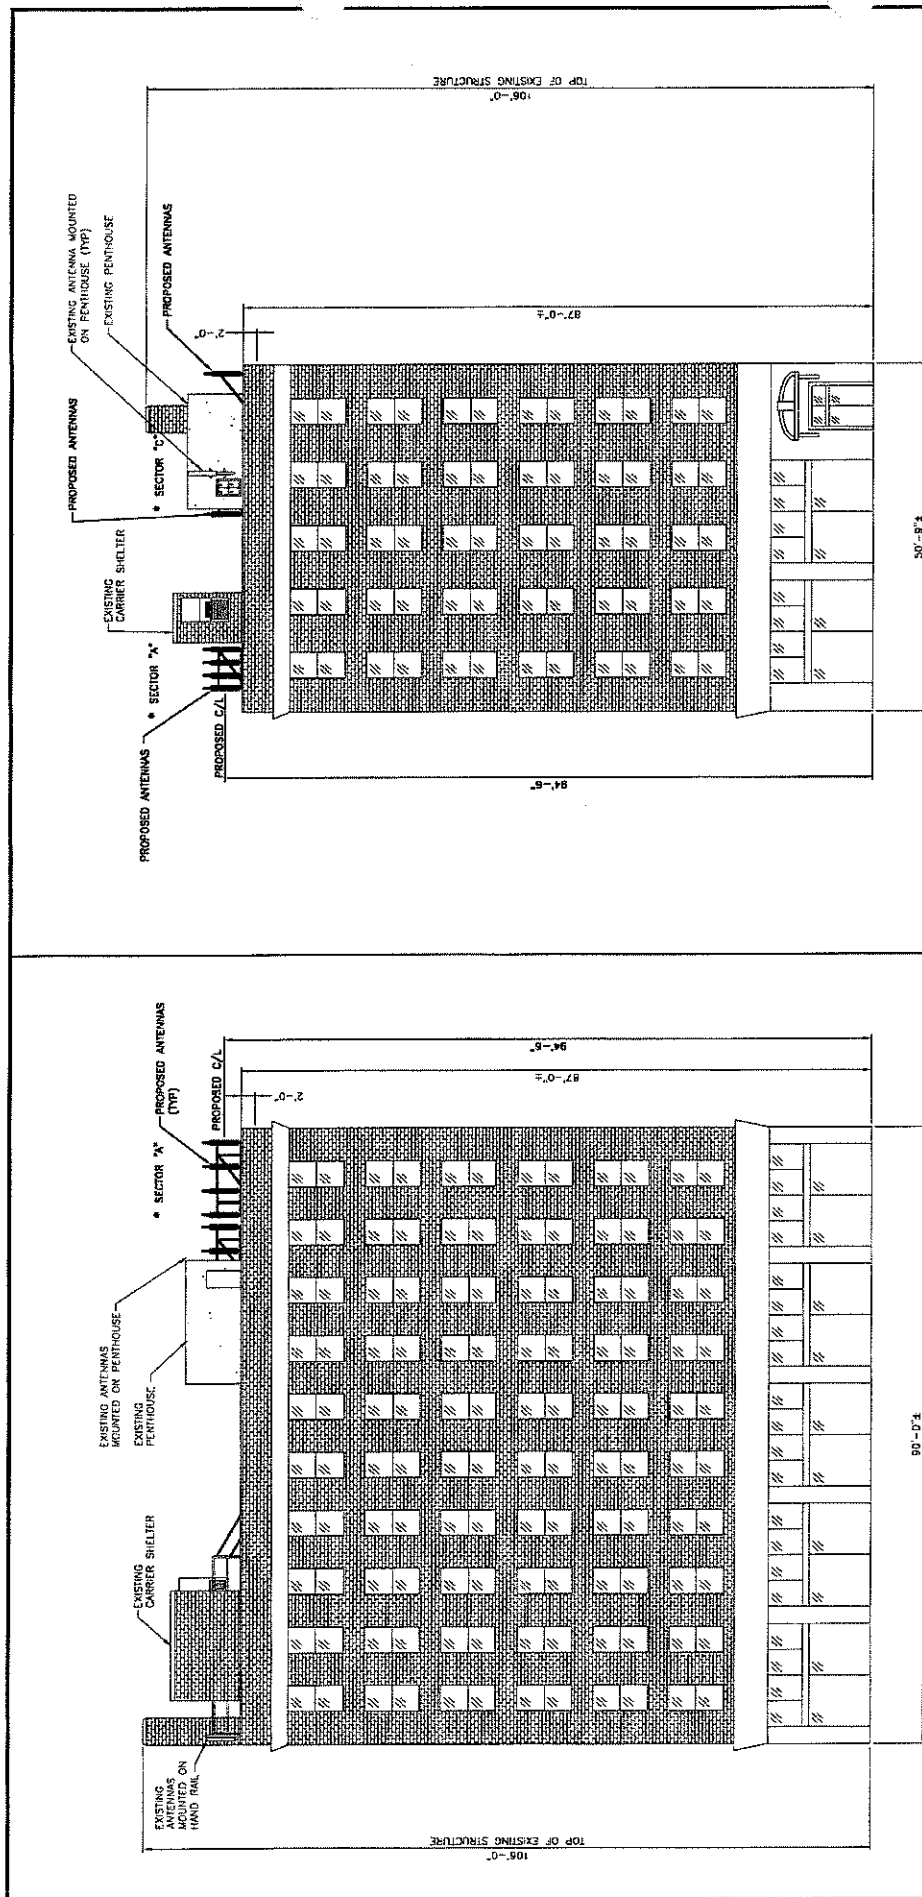 106'-0"
TOP OF EXISTING STRUCTURE
EXISTING ANTENNA MOUNTED
ON PENTHOUSE (TYP)
EXISTING PENTHOUSE
PROPOSED ANTENNAS
PROPOSED ANTENNAS
* SECTOR "C"
EXISTING
CARRIER SHELTER
* SECTOR "A"
PROPOSED ANTENNAS
PROPOSED C/L
2'-0"
87'-0"±
94'-6"
50'-9"±
* SECTOR "A"
PROPOSED ANTENNAS
(TYP)
PROPOSED C/L
EXISTING ANTENNAS
MOUNTED ON PENTHOUSE
EXISTING
PENTHOUSE
EXISTING
CARRIER SHELTER
EXISTING
ANTENNAS
MOUNTED ON
HAND RAIL
2'-0"
87'-0"±
94'-6"
90'-0"±
106'-0"
TOP OF EXISTING STRUCTURE